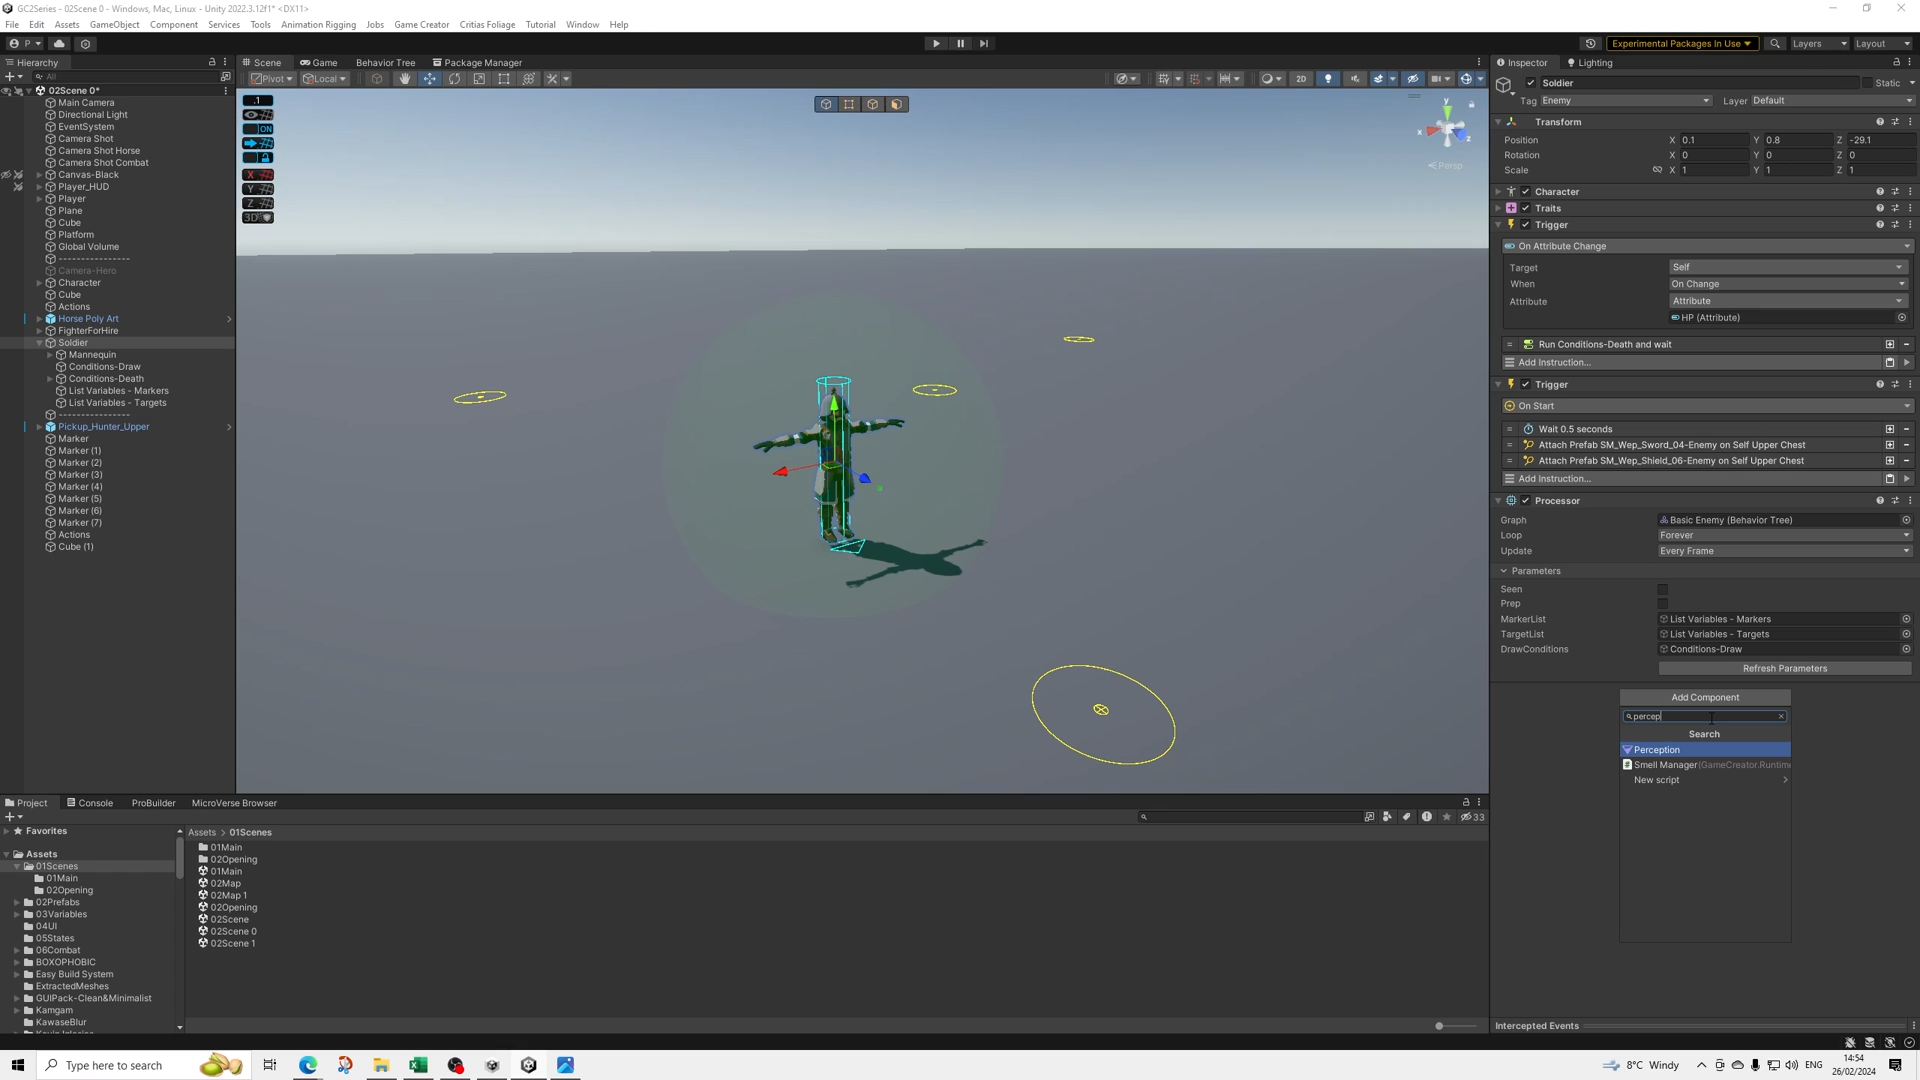 GC2Series - 02Scene 0 - Windows, Mac, Linux - Unity 2022.3.12f1* <DX11>
File Edit Assets GameObject Component Services Tools Animation Rigging Jobs Game Creator Critias Foliage Tutorial Window Help
P
Experimental Packages In Use
Layers
Layout
Hierarchy
All
02Scene 0*
Main Camera
Directional Light
EventSystem
Camera Shot
Camera Shot Horse
Camera Shot Combat
Canvas-Black
Player_HUD
Player
Plane
Cube
Platform
Global Volume
----------------
Camera-Hero
Character
Cube
Actions
Horse Poly Art
FighterForHire
Soldier
Mannequin
Conditions-Draw
Conditions-Death
List Variables - Markers
List Variables - Targets
----------------
Pickup_Hunter_Upper
Marker
Marker (1)
Marker (2)
Marker (3)
Marker (4)
Marker (5)
Marker (6)
Marker (7)
Actions
Cube (1)
Scene Game Behavior Tree Package Manager
Pivot Local 2D
.1
ON
X
Y
Z
3D
y
x
z
Persp
Inspector Lighting
Soldier Static
Tag Enemy Layer Default
Transform
Position X 0.1 Y 0.8 Z -29.1
Rotation X 0 Y 0 Z 0
Scale X 1 Y 1 Z 1
Character
Traits
Trigger
On Attribute Change
Target Self
When On Change
Attribute Attribute
HP (Attribute)
Run Conditions-Death and wait
Add Instruction...
Trigger
On Start
Wait 0.5 seconds
Attach Prefab SM_Wep_Sword_04-Enemy on Self Upper Chest
Attach Prefab SM_Wep_Shield_06-Enemy on Self Upper Chest
Add Instruction...
Processor
Graph Basic Enemy (Behavior Tree)
Loop Forever
Update Every Frame
Parameters
Seen
Prep
MarkerList List Variables - Markers
TargetList List Variables - Targets
DrawConditions Conditions-Draw
Refresh Parameters
Add Component
percep
Search
Perception
Smell Manager (GameCreator.Runtime
New script
Intercepted Events
Project Console ProBuilder MicroVerse Browser
33
Favorites
Assets
01Scenes
01Main
02Opening
02Prefabs
03Variables
04UI
05States
06Combat
BOXOPHOBIC
Easy Build System
ExtractedMeshes
GUIPack-Clean&Minimalist
Kamgam
KawaseBlur
Assets > 01Scenes
01Main
02Opening
01Main
02Map
02Map 1
02Opening
02Scene
02Scene 0
02Scene 1
Type here to search
8°C Windy
ENG
14:54
26/02/2024